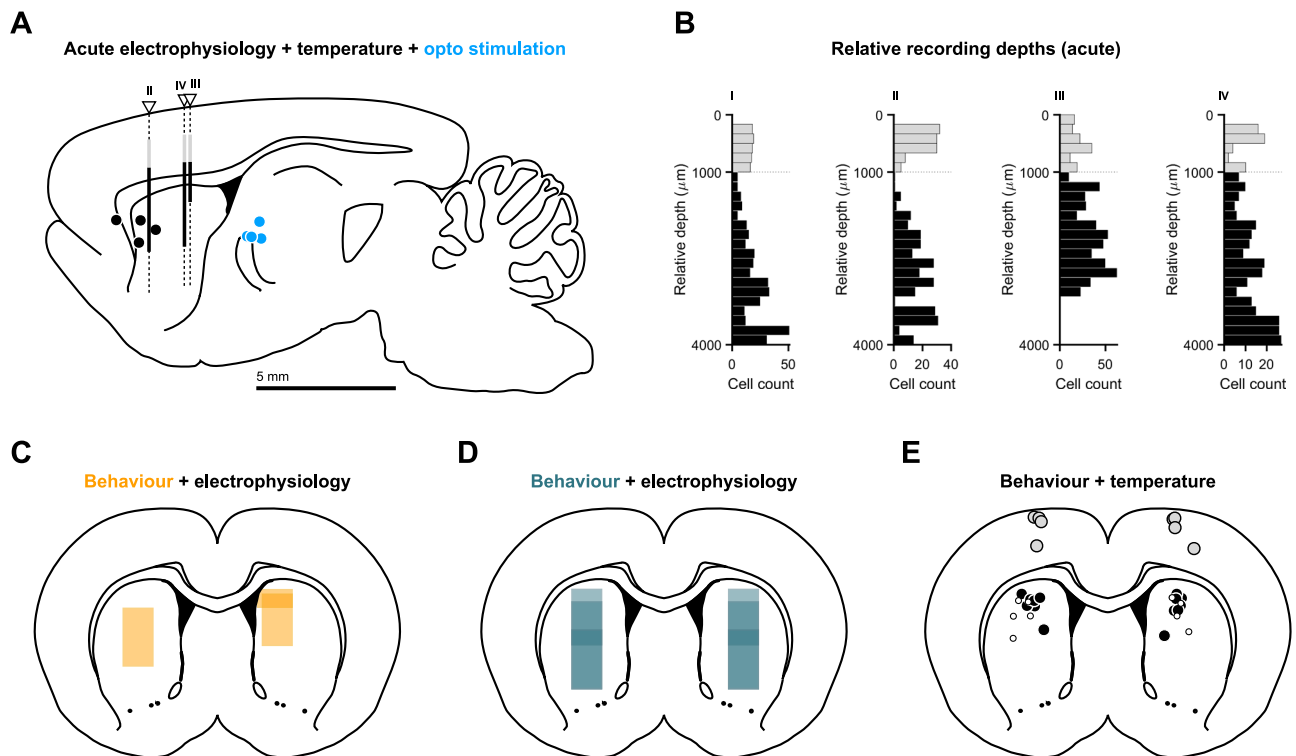 A
Acute electrophysiology + temperature + opto stimulation
II
IV
III
5 mm
B
Relative recording depths (acute)
I
0
1000
4000
Relative depth (μm)
0
50
Cell count
II
0
1000
4000
Relative depth (μm)
0
20
40
Cell count
III
0
1000
4000
Relative depth (μm)
0
50
Cell count
IV
0
1000
4000
Relative depth (μm)
0
10
20
Cell count
C
Behaviour + electrophysiology
D
Behaviour + electrophysiology
E
Behaviour + temperature